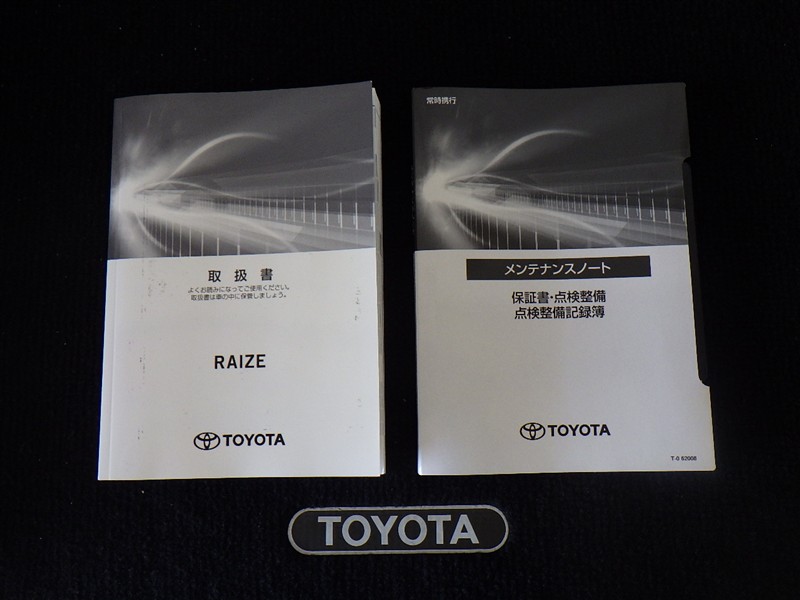 取扱書
よくお読みになってご使用ください。
取扱書は車の中に保管しましょう。
RAIZE
TOYOTA
常時携行
メンテナンスノート
保証書・点検整備
点検整備記録簿
TOYOTA
T-0 52008
TOYOTA